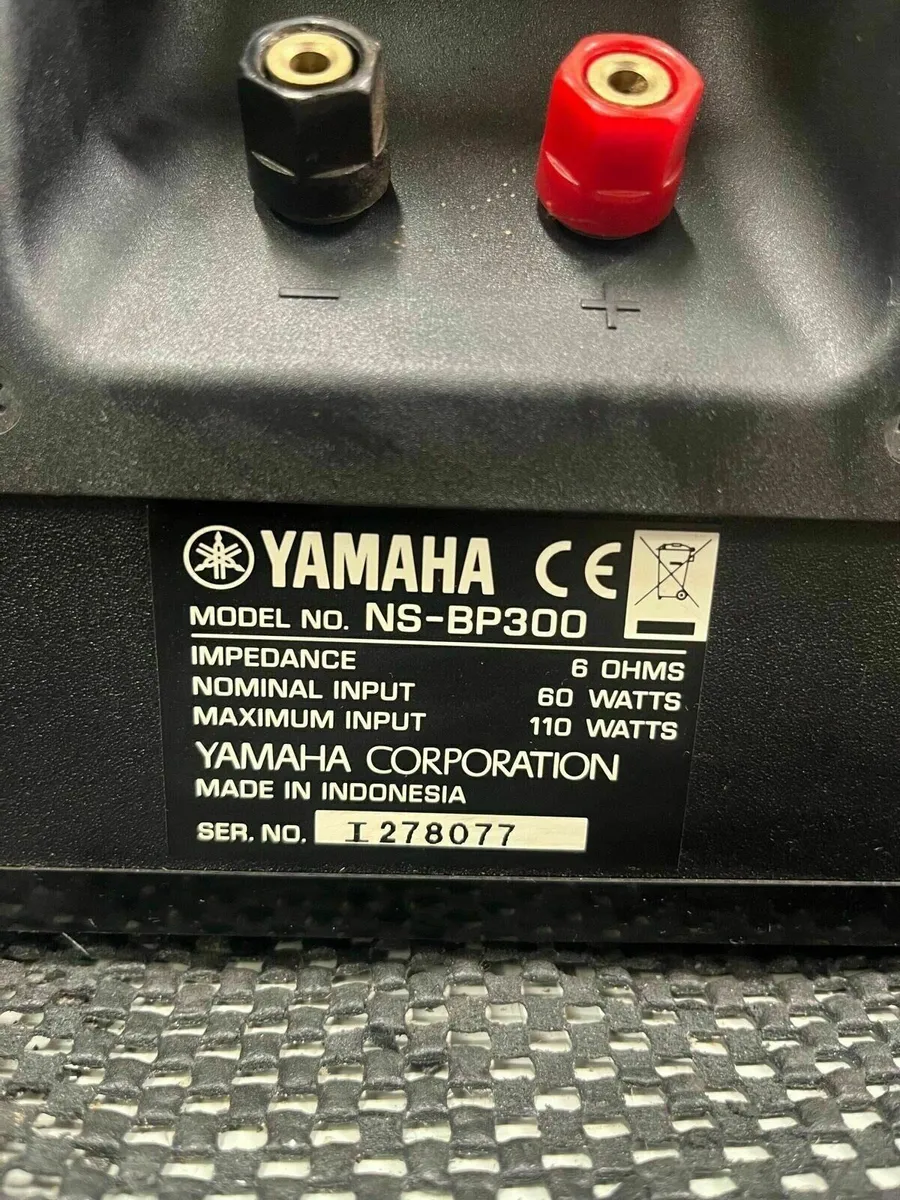 − +
YAMAHA CE
MODEL NO. NS-BP300
IMPEDANCE 6 OHMS
NOMINAL INPUT 60 WATTS
MAXIMUM INPUT 110 WATTS
YAMAHA CORPORATION
MADE IN INDONESIA
SER. NO. I 278077